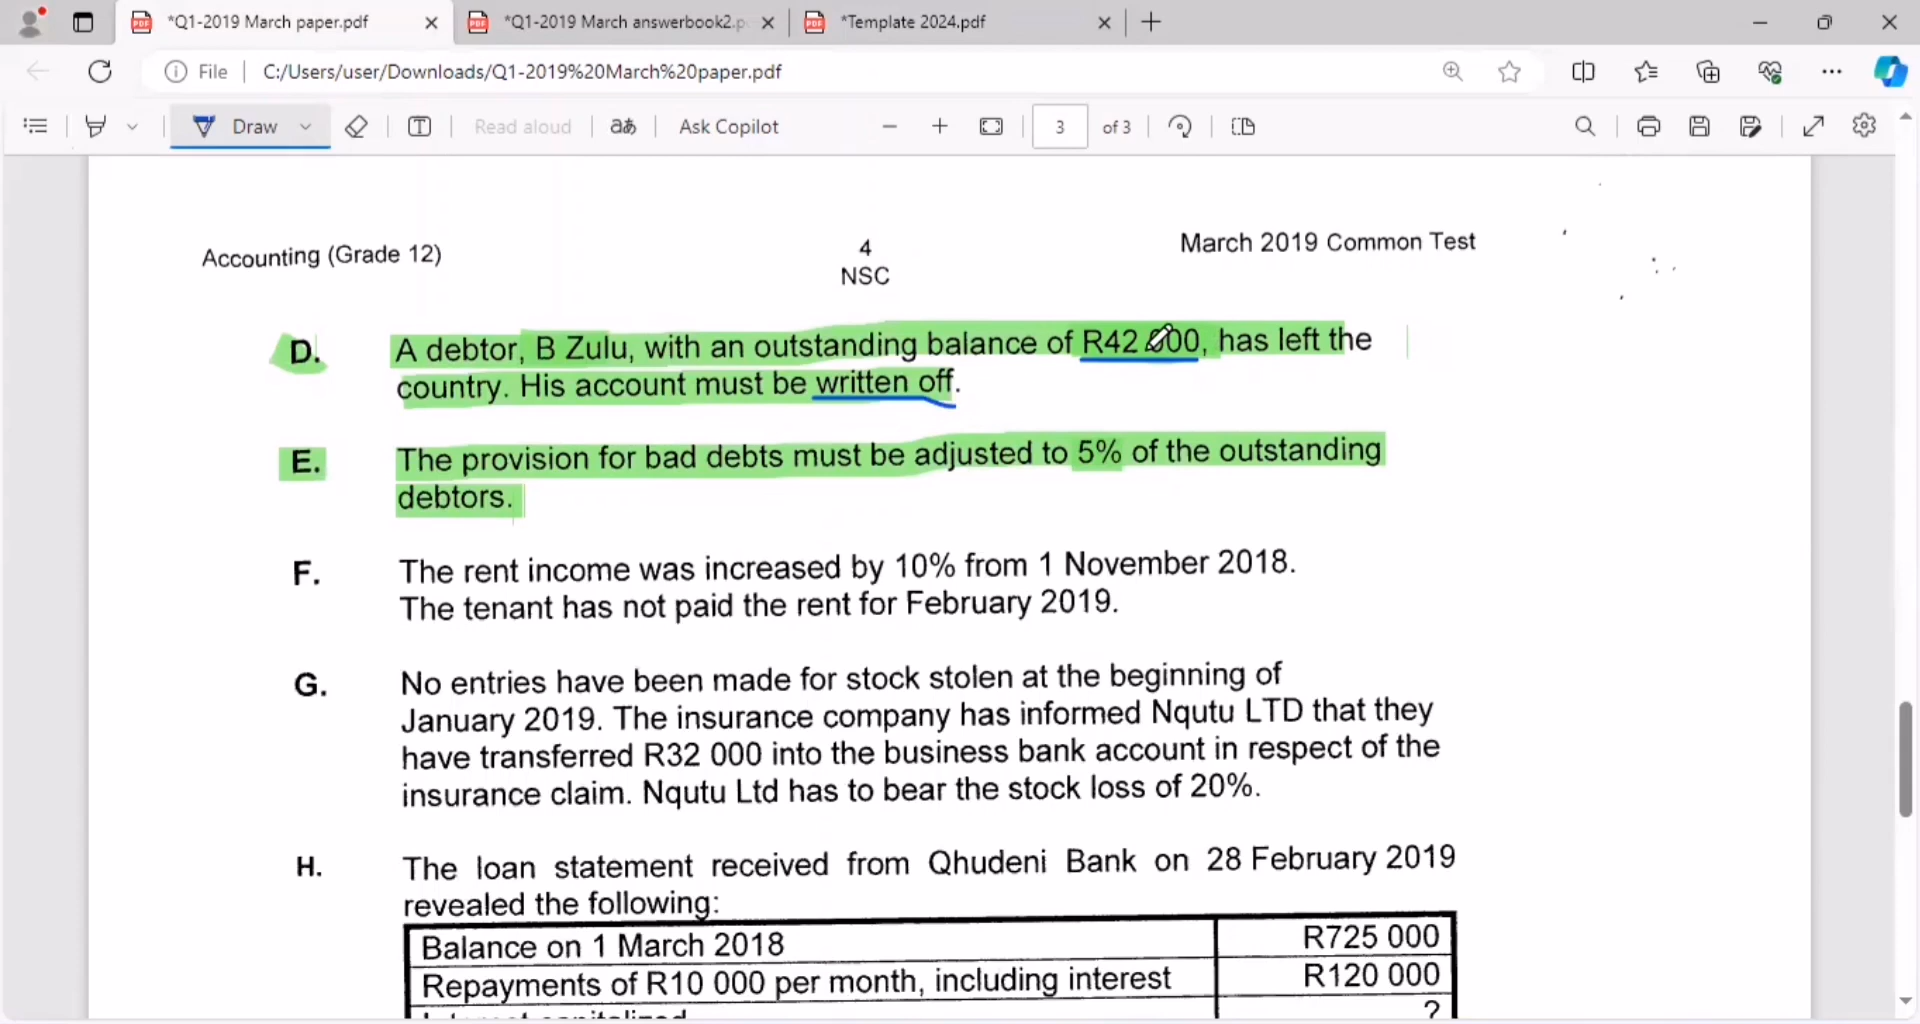 *Q1-2019 March paper.pdf
*Q1-2019 March answerbook2.p
*Template 2024.pdf
File
C:/Users/user/Downloads/Q1-2019%20March%20paper.pdf
Draw
Read aloud
aあ
Ask Copilot
3
of 3
Accounting (Grade 12)
4
NSC
March 2019 Common Test
D. A debtor, B Zulu, with an outstanding balance of R42 000, has left the
country. His account must be written off.
E. The provision for bad debts must be adjusted to 5% of the outstanding
debtors.
F. The rent income was increased by 10% from 1 November 2018.
The tenant has not paid the rent for February 2019.
G. No entries have been made for stock stolen at the beginning of
January 2019. The insurance company has informed Nqutu LTD that they
have transferred R32 000 into the business bank account in respect of the
insurance claim. Nqutu Ltd has to bear the stock loss of 20%.
H. The loan statement received from Qhudeni Bank on 28 February 2019
revealed the following:
Balance on 1 March 2018 R725 000
Repayments of R10 000 per month, including interest R120 000
?